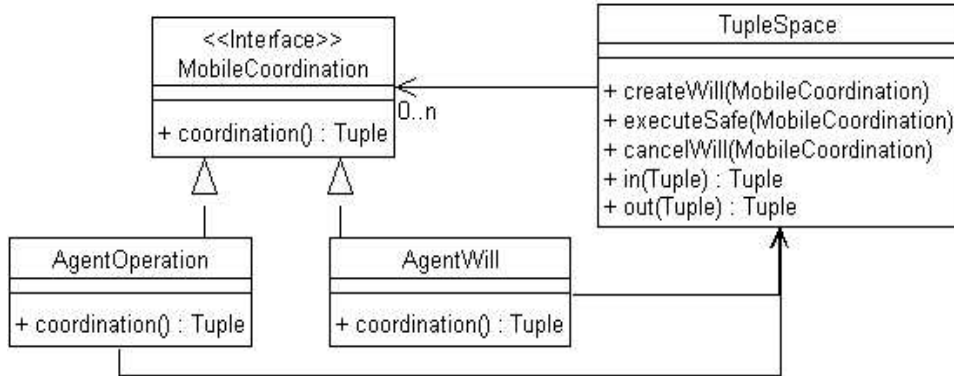 <<Interface>>
MobileCoordination
+ coordination() : Tuple
TupleSpace
+ createWill(MobileCoordination)
+ executeSafe(MobileCoordination)
+ cancelWill(MobileCoordination)
+ in(Tuple) : Tuple
+ out(Tuple) : Tuple
0..n
AgentOperation
+ coordination() : Tuple
AgentWill
+ coordination() : Tuple